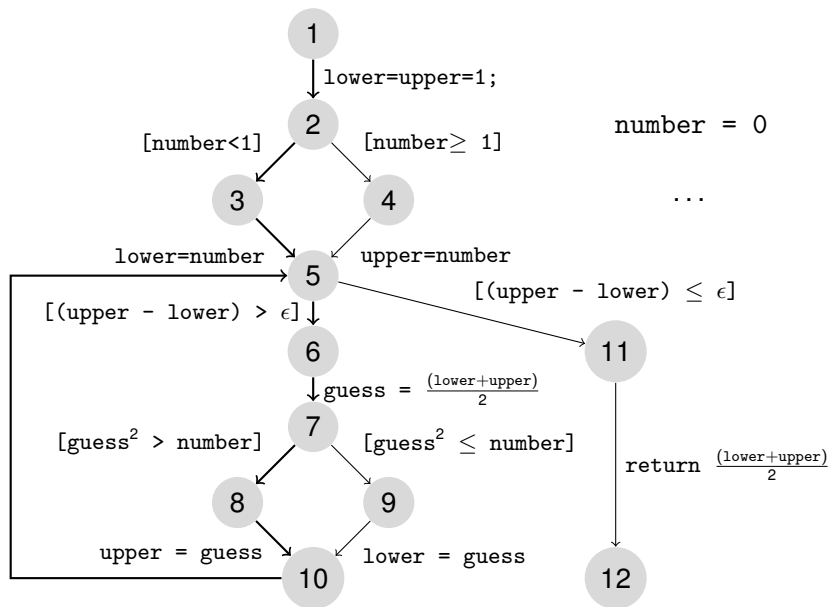 1
lower=upper=1;
2
number = 0
[number<1]
[number≥ 1]
3
4
...
lower=number
upper=number
5
[(upper - lower) > ϵ]
[(upper - lower) ≤ ϵ]
6
11
guess = (lower+upper)/2
7
[guess² > number]
[guess² ≤ number]
return (lower+upper)/2
8
9
upper = guess
lower = guess
10
12